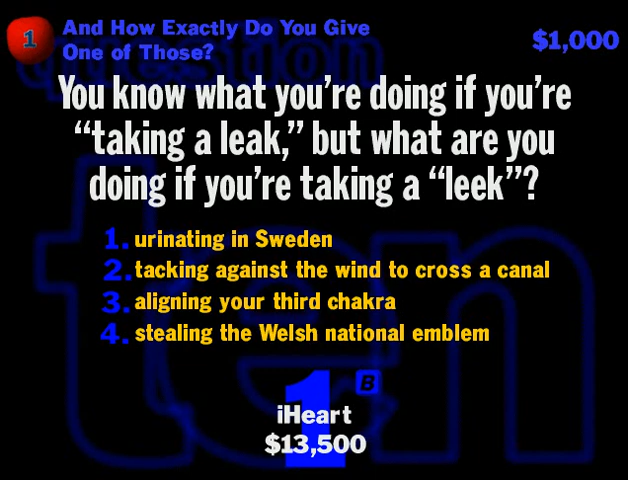 1 And How Exactly Do You Give
One of Those?
$1,000
question
You know what you're doing if you're
“taking a leak,” but what are you
doing if you're taking a “leek”?
1. urinating in Sweden
2. tacking against the wind to cross a canal
3. aligning your third chakra
4. stealing the Welsh national emblem
ten
1 B
iHeart
$13,500